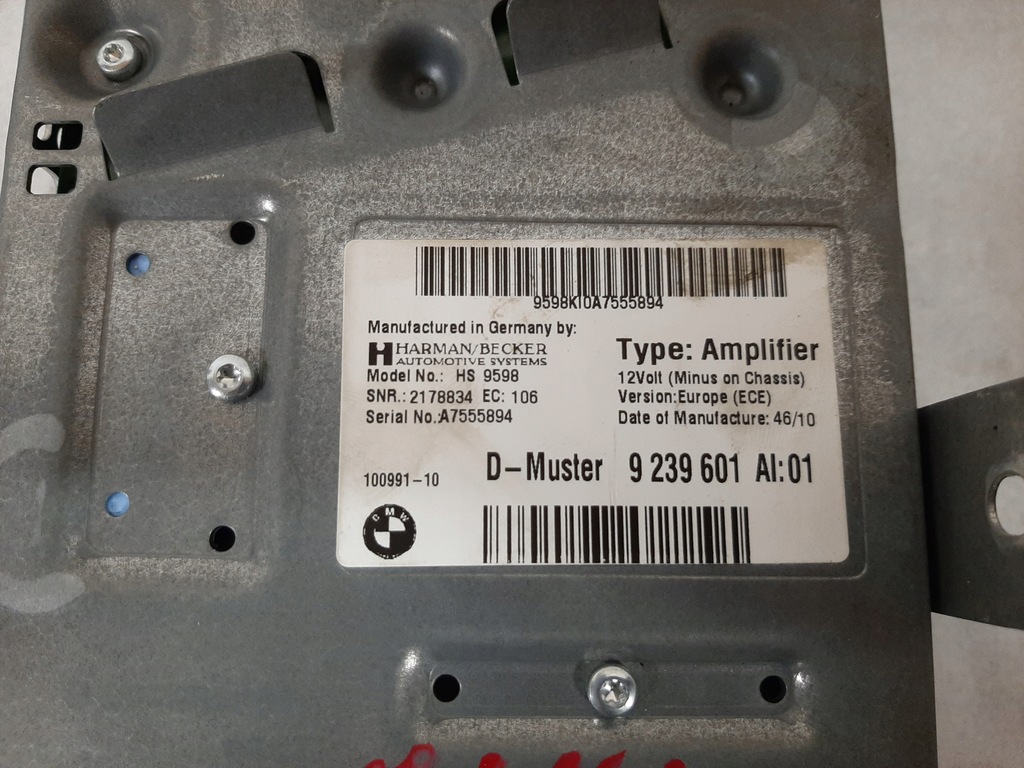 9598KI0A7555894
Manufactured in Germany by:
HARMAN/BECKER
AUTOMOTIVE SYSTEMS
Model No.: HS 9598
SNR.: 2178834 EC: 106
Serial No.:A7555894
Type: Amplifier
12Volt (Minus on Chassis)
Version:Europe (ECE)
Date of Manufacture: 46/10
100991-10
D-Muster 9 239 601 AI:01
BMW